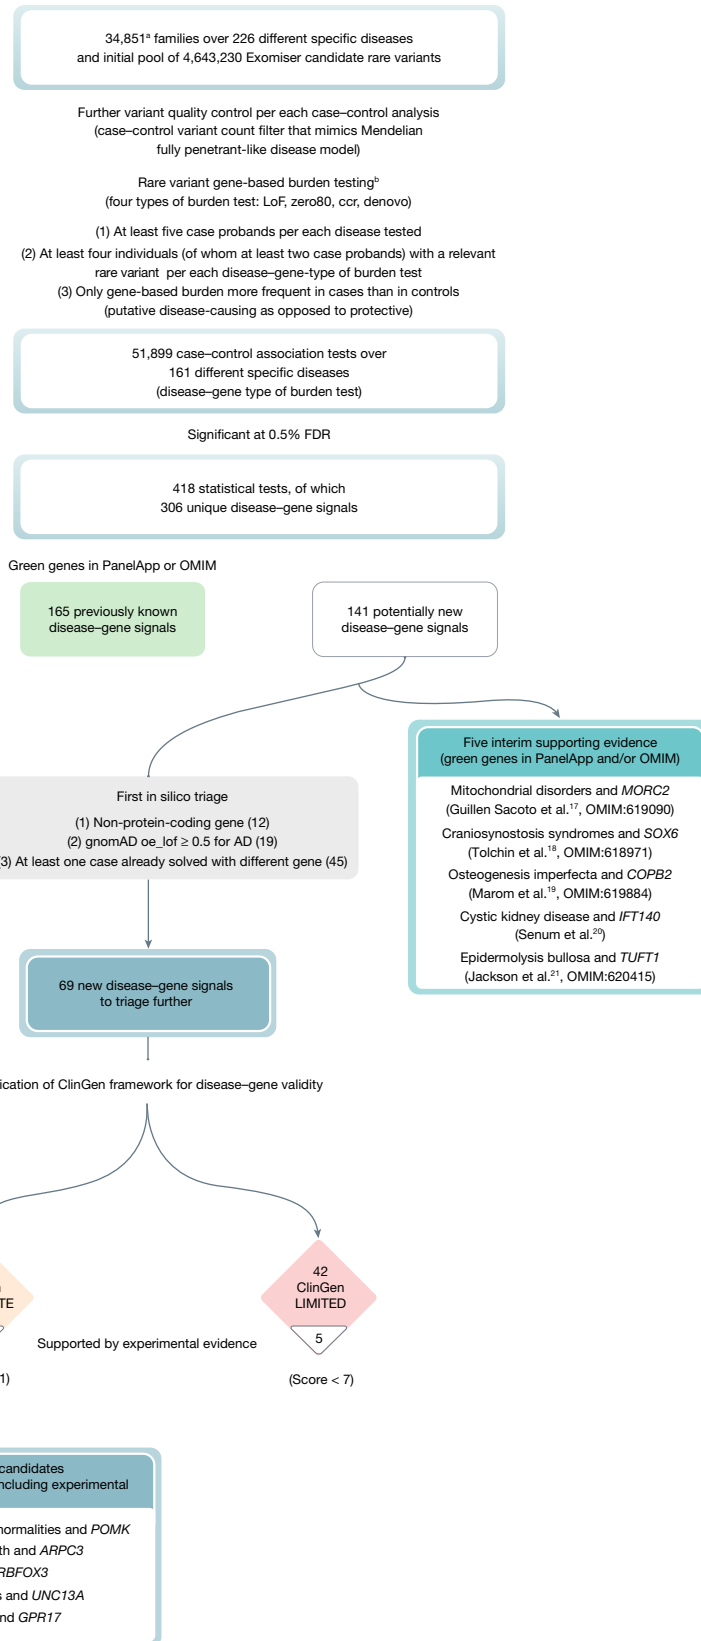 34,851ᵃ families over 226 different specific diseases
and initial pool of 4,643,230 Exomiser candidate rare variants
Further variant quality control per each case–control analysis
(case–control variant count filter that mimics Mendelian
fully penetrant-like disease model)
Rare variant gene-based burden testingᵇ
(four types of burden test: LoF, zero80, ccr, denovo)
(1) At least five case probands per each disease tested
(2) At least four individuals (of whom at least two case probands) with a relevant
rare variant per each disease–gene-type of burden test
(3) Only gene-based burden more frequent in cases than in controls
(putative disease-causing as opposed to protective)
51,899 case–control association tests over
161 different specific diseases
(disease–gene type of burden test)
Significant at 0.5% FDR
418 statistical tests, of which
306 unique disease–gene signals
Green genes in PanelApp or OMIM
165 previously known
disease–gene signals
141 potentially new
disease–gene signals
Five interim supporting evidence
(green genes in PanelApp and/or OMIM)
Mitochondrial disorders and MORC2
(Guillen Sacoto et al.¹⁷, OMIM:619090)
Craniosynostosis syndromes and SOX6
(Tolchin et al.¹⁸, OMIM:618971)
Osteogenesis imperfecta and COPB2
(Marom et al.¹⁹, OMIM:619884)
Cystic kidney disease and IFT140
(Senum et al.²⁰)
Epidermolysis bullosa and TUFT1
(Jackson et al.²¹, OMIM:620415)
First in silico triage
(1) Non-protein-coding gene (12)
(2) gnomAD oe_lof ≥ 0.5 for AD (19)
(3) At least one case already solved with different gene (45)
69 new disease–gene signals
to triage further
ication of ClinGen framework for disease–gene validity
TE
42
ClinGen
LIMITED
5
Supported by experimental evidence
1)
(Score < 7)
candidates
ncluding experimental
normalities and POMK
th and ARPC3
RBFOX3
s and UNC13A
nd GPR17